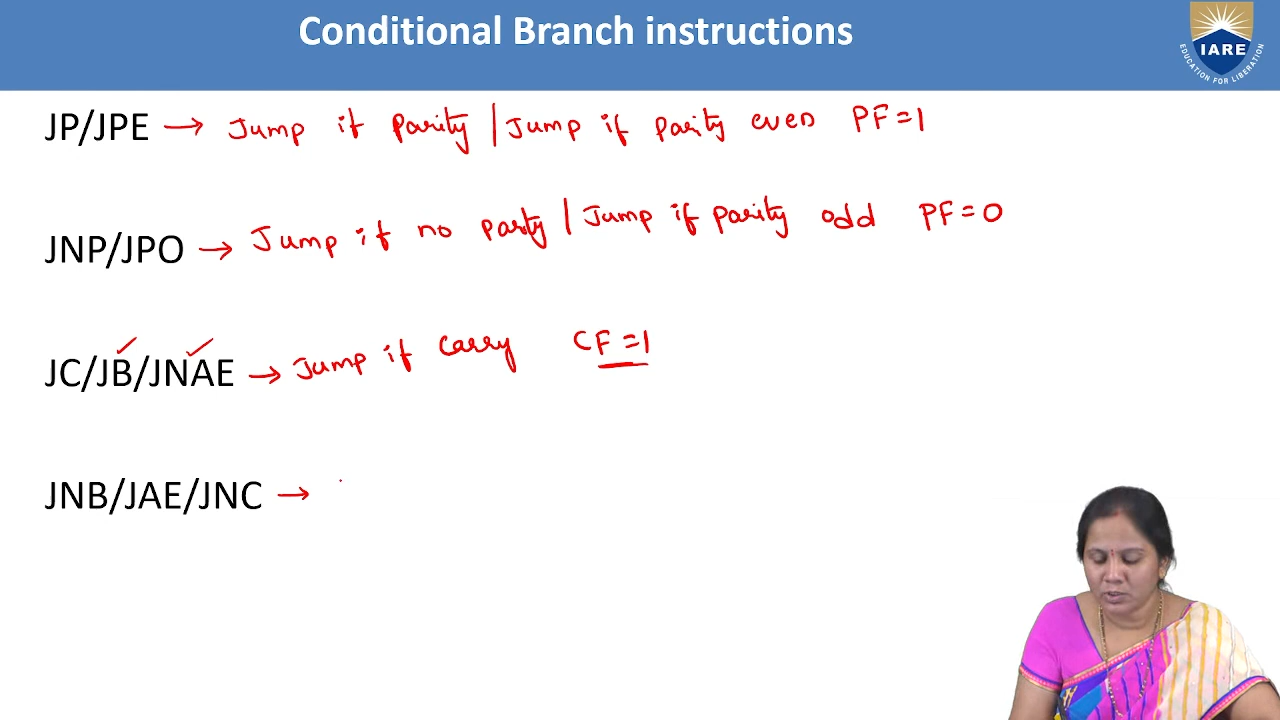 Conditional Branch instructions
IARE
EDUCATION FOR LIBERATION
JP/JPE → Jump if parity | Jump if parity even PF=1
JNP/JPO → Jump if no party | Jump if parity odd PF=0
JC/JB/JNAE → Jump if carry CF=1
JNB/JAE/JNC →